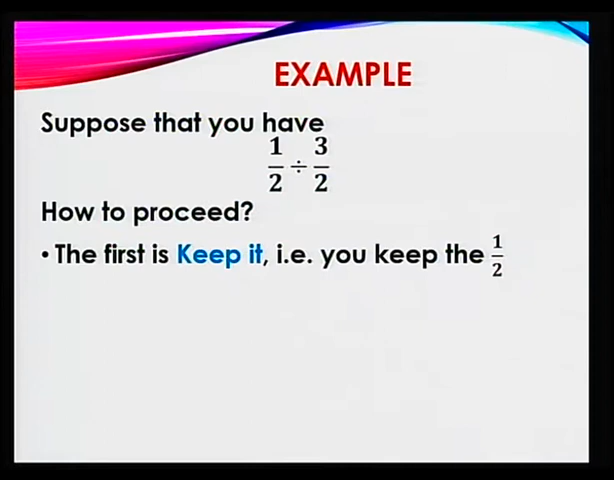 EXAMPLE
Suppose that you have
1/2 ÷ 3/2
How to proceed?
• The first is Keep it, i.e. you keep the 1/2